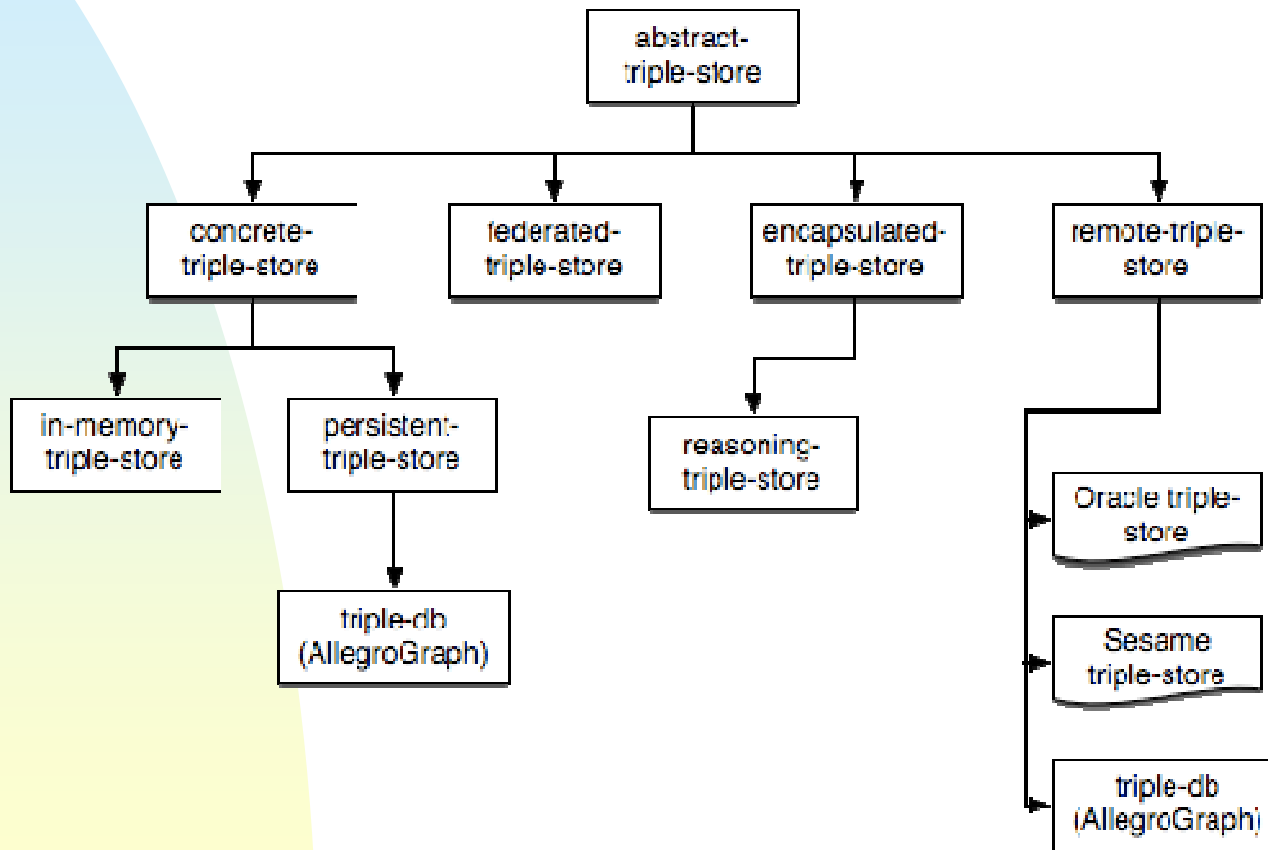 abstract-
triple-store
concrete-
triple-store
federated-
triple-store
encapsulated-
triple-store
remote-triple-
store
in-memory-
triple-store
persistent-
triple-store
reasoning-
triple-store
Oracle triple-
store
triple-db
(AllegroGraph)
Sesame
triple-store
triple-db
(AllegroGraph)